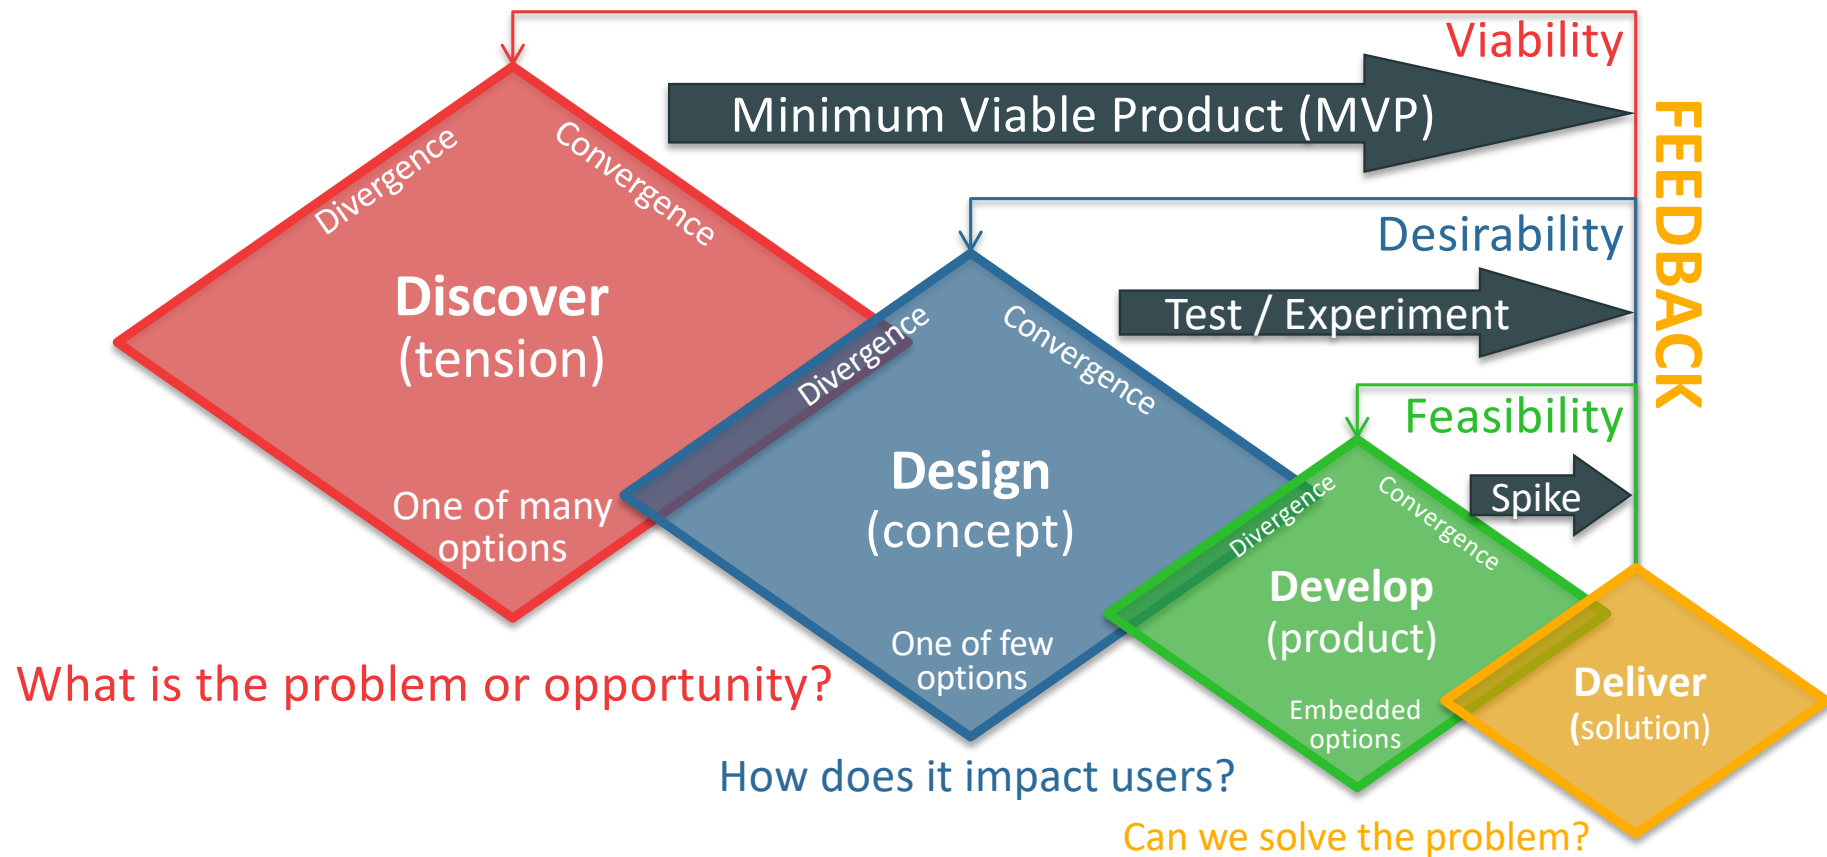 Viability
Minimum Viable Product (MVP)
FEEDBACK
Divergence
Convergence
Discover
(tension)
One of many
options
What is the problem or opportunity?
Desirability
Test / Experiment
Divergence
Convergence
Design
(concept)
One of few
options
How does it impact users?
Feasibility
Spike
Divergence
Convergence
Develop
(product)
Embedded
options
Deliver
(solution)
Can we solve the problem?